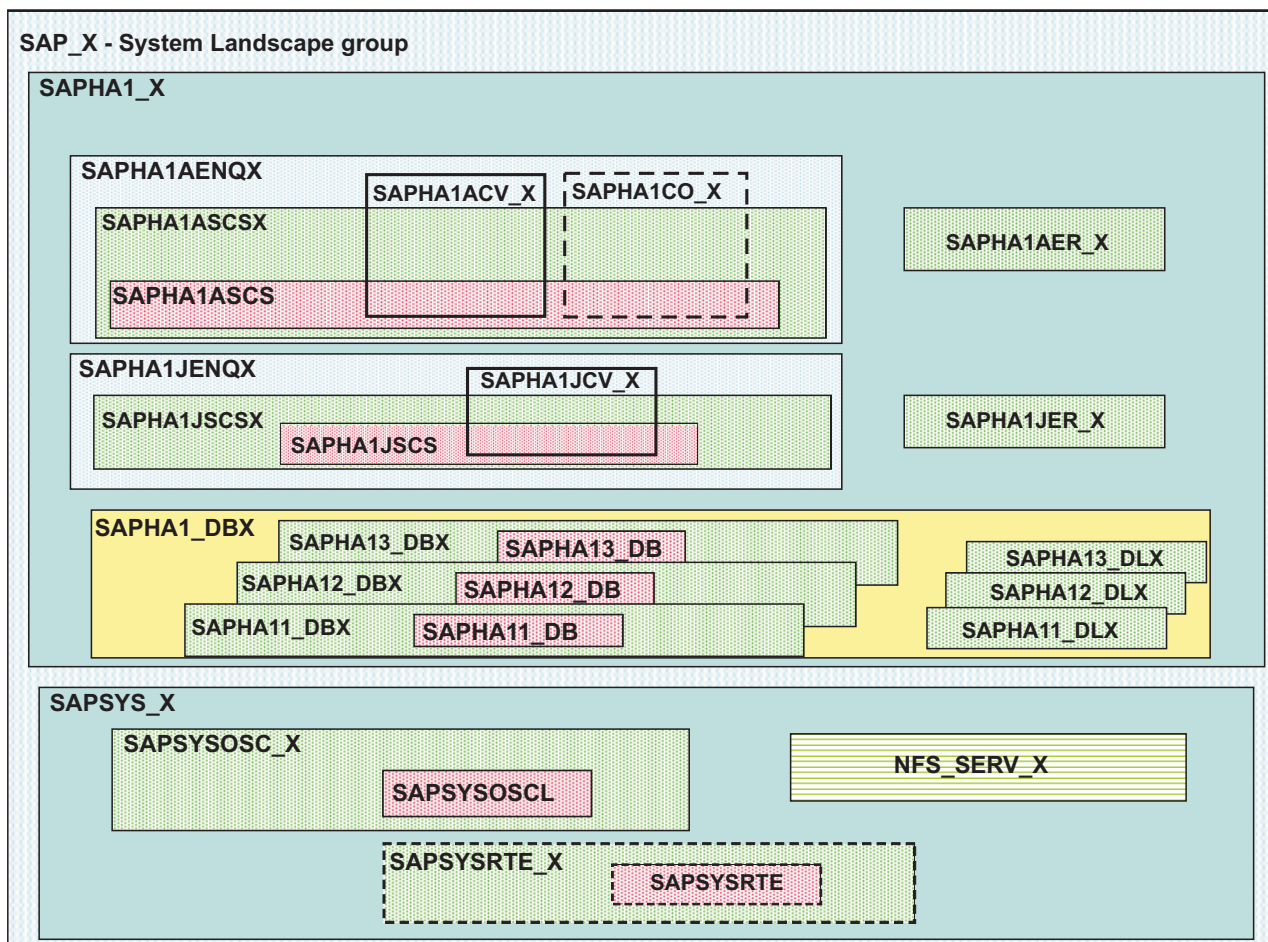 SAP_X - System Landscape group
SAPHA1_X
SAPHA1AENQX
SAPHA1ACV_X
SAPHA1CO_X
SAPHA1ASCSX
SAPHA1AER_X
SAPHA1ASCS
SAPHA1JENQX
SAPHA1JCV_X
SAPHA1JSCSX
SAPHA1JER_X
SAPHA1JSCS
SAPHA1_DBX
SAPHA13_DBX
SAPHA13_DB
SAPHA13_DLX
SAPHA12_DBX
SAPHA12_DB
SAPHA12_DLX
SAPHA11_DBX
SAPHA11_DB
SAPHA11_DLX
SAPSYS_X
SAPSYSOSC_X
NFS_SERV_X
SAPSYSOSCL
SAPSYSRTE_X
SAPSYSRTE